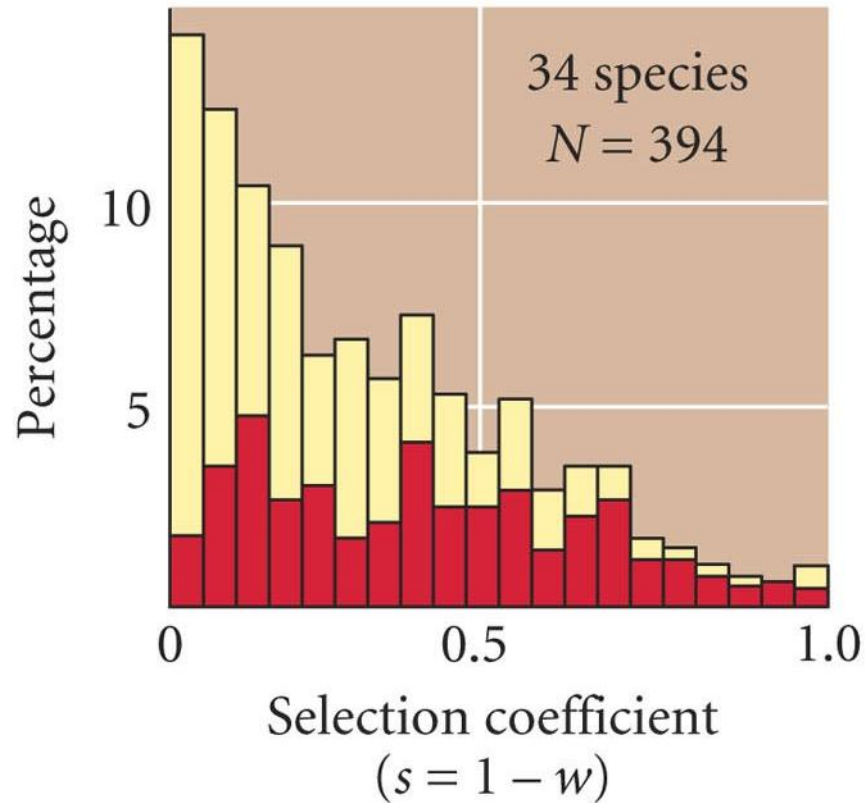 34 species
N = 394
Percentage
10
5
0 0.5 1.0
Selection coefficient
(s = 1 – w)